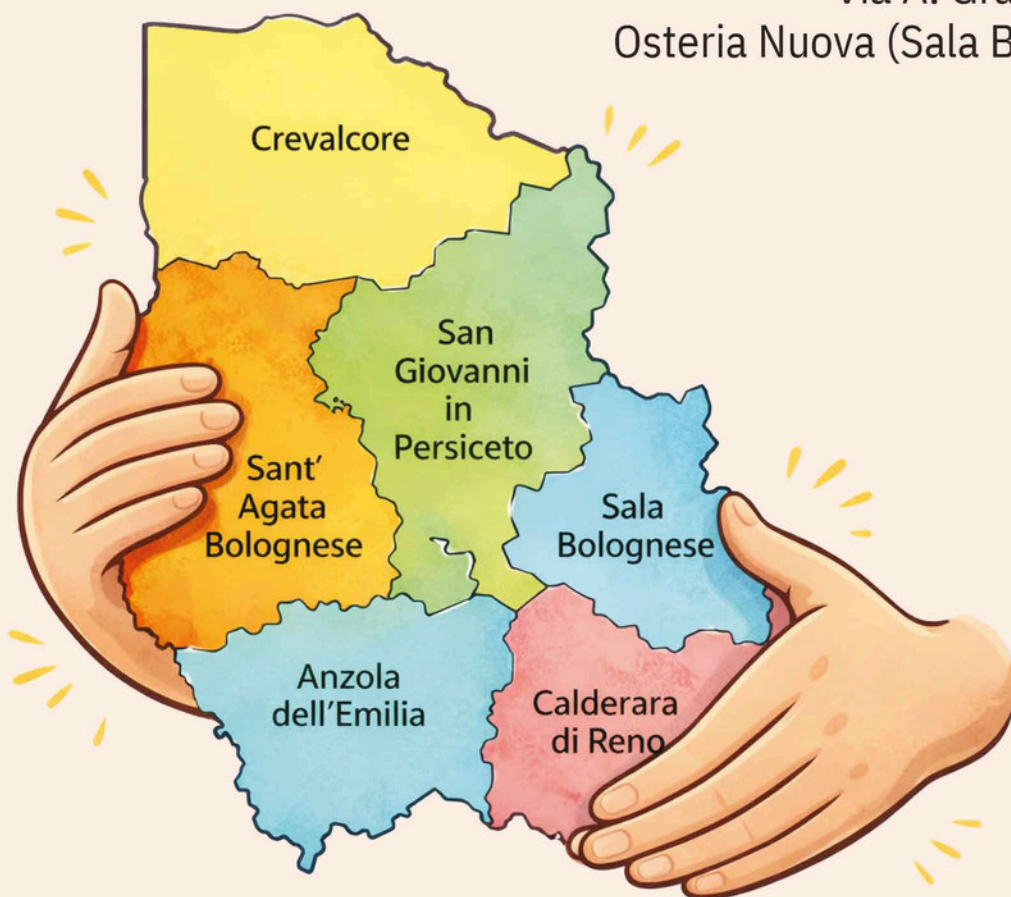 Via A.
Osteria Nuova (Sala
Crevalcore
San
Giovanni
in
Persiceto
Sant'
Agata
Bolognese
Sala
Bolognese
Anzola
dell'Emilia
Calderara
di Reno